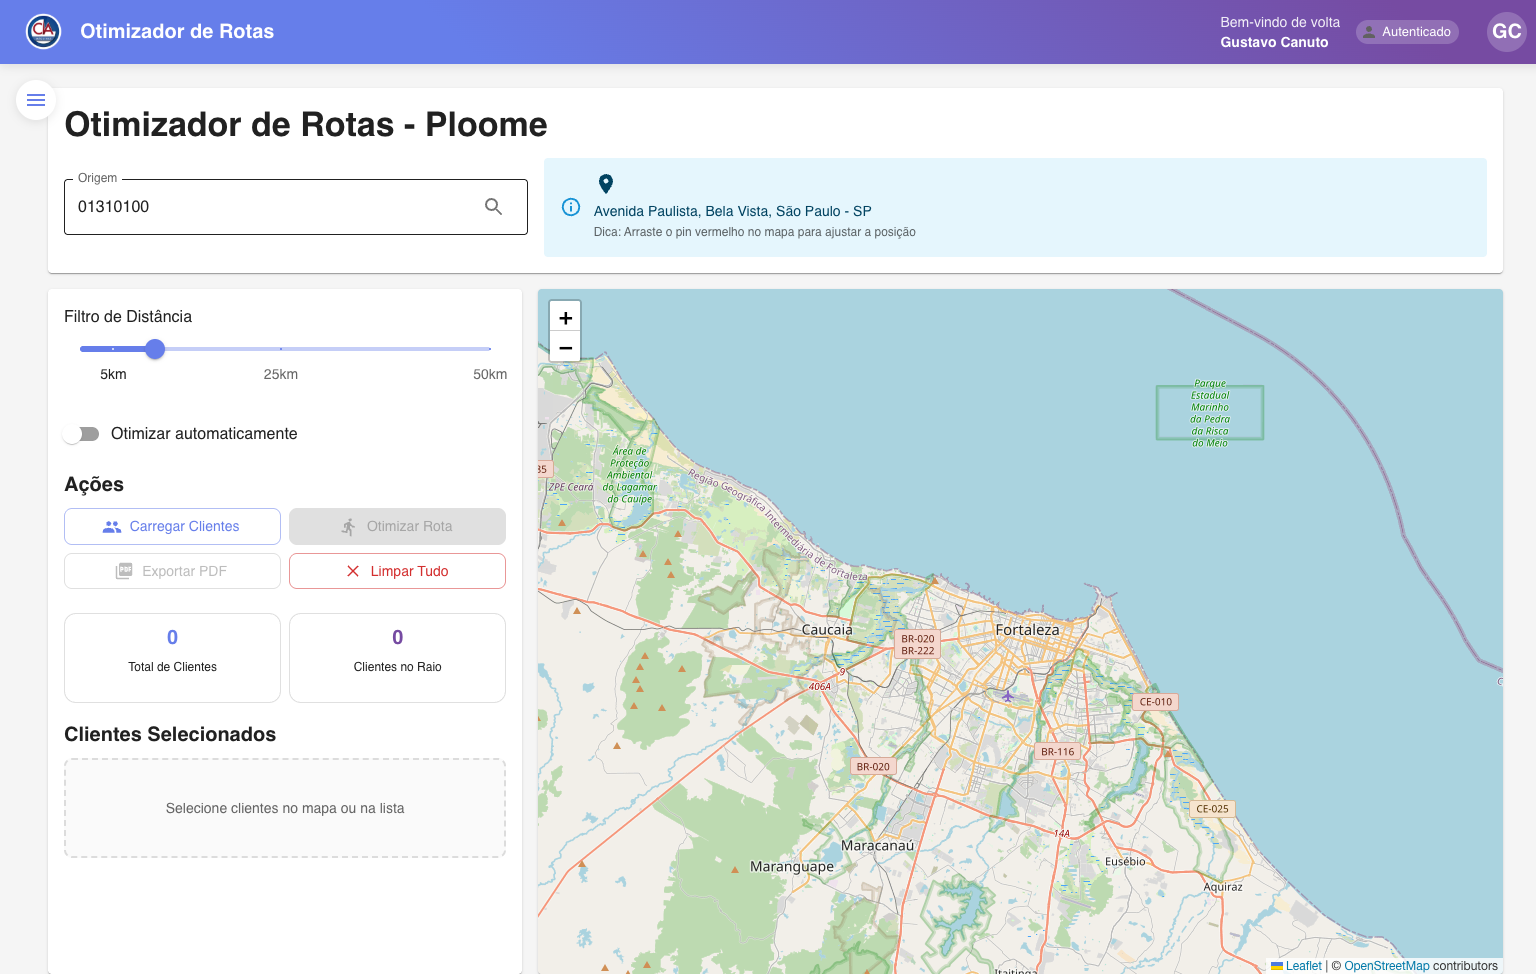 Otimizador de Rotas
Bem-vindo de volta
Gustavo Canuto
Autenticado
GC
Otimizador de Rotas - Ploome
Origem
01310100
Avenida Paulista, Bela Vista, São Paulo - SP
Dica: Arraste o pin vermelho no mapa para ajustar a posição
Filtro de Distância
5km
25km
50km
Otimizar automaticamente
Ações
Carregar Clientes
Otimizar Rota
Exportar PDF
Limpar Tudo
0
Total de Clientes
0
Clientes no Raio
Clientes Selecionados
Selecione clientes no mapa ou na lista
+
−
Parque
Estadual
Marinho
da Pedra
da Risca
do Meio
Área de
Proteção
Ambiental
do Lagamar
do Cauipe
85
ZPE Ceará
Região Geográfica Intermediária de Fortaleza
Caucaia
Fortaleza
BR-020
BR-222
9
406A
CE-010
BR-116
BR-020
CE-025
14A
Maracanaú
Maranguape
Eusébio
Aquiraz
Itaitinga
Leaflet | © OpenStreetMap contributors